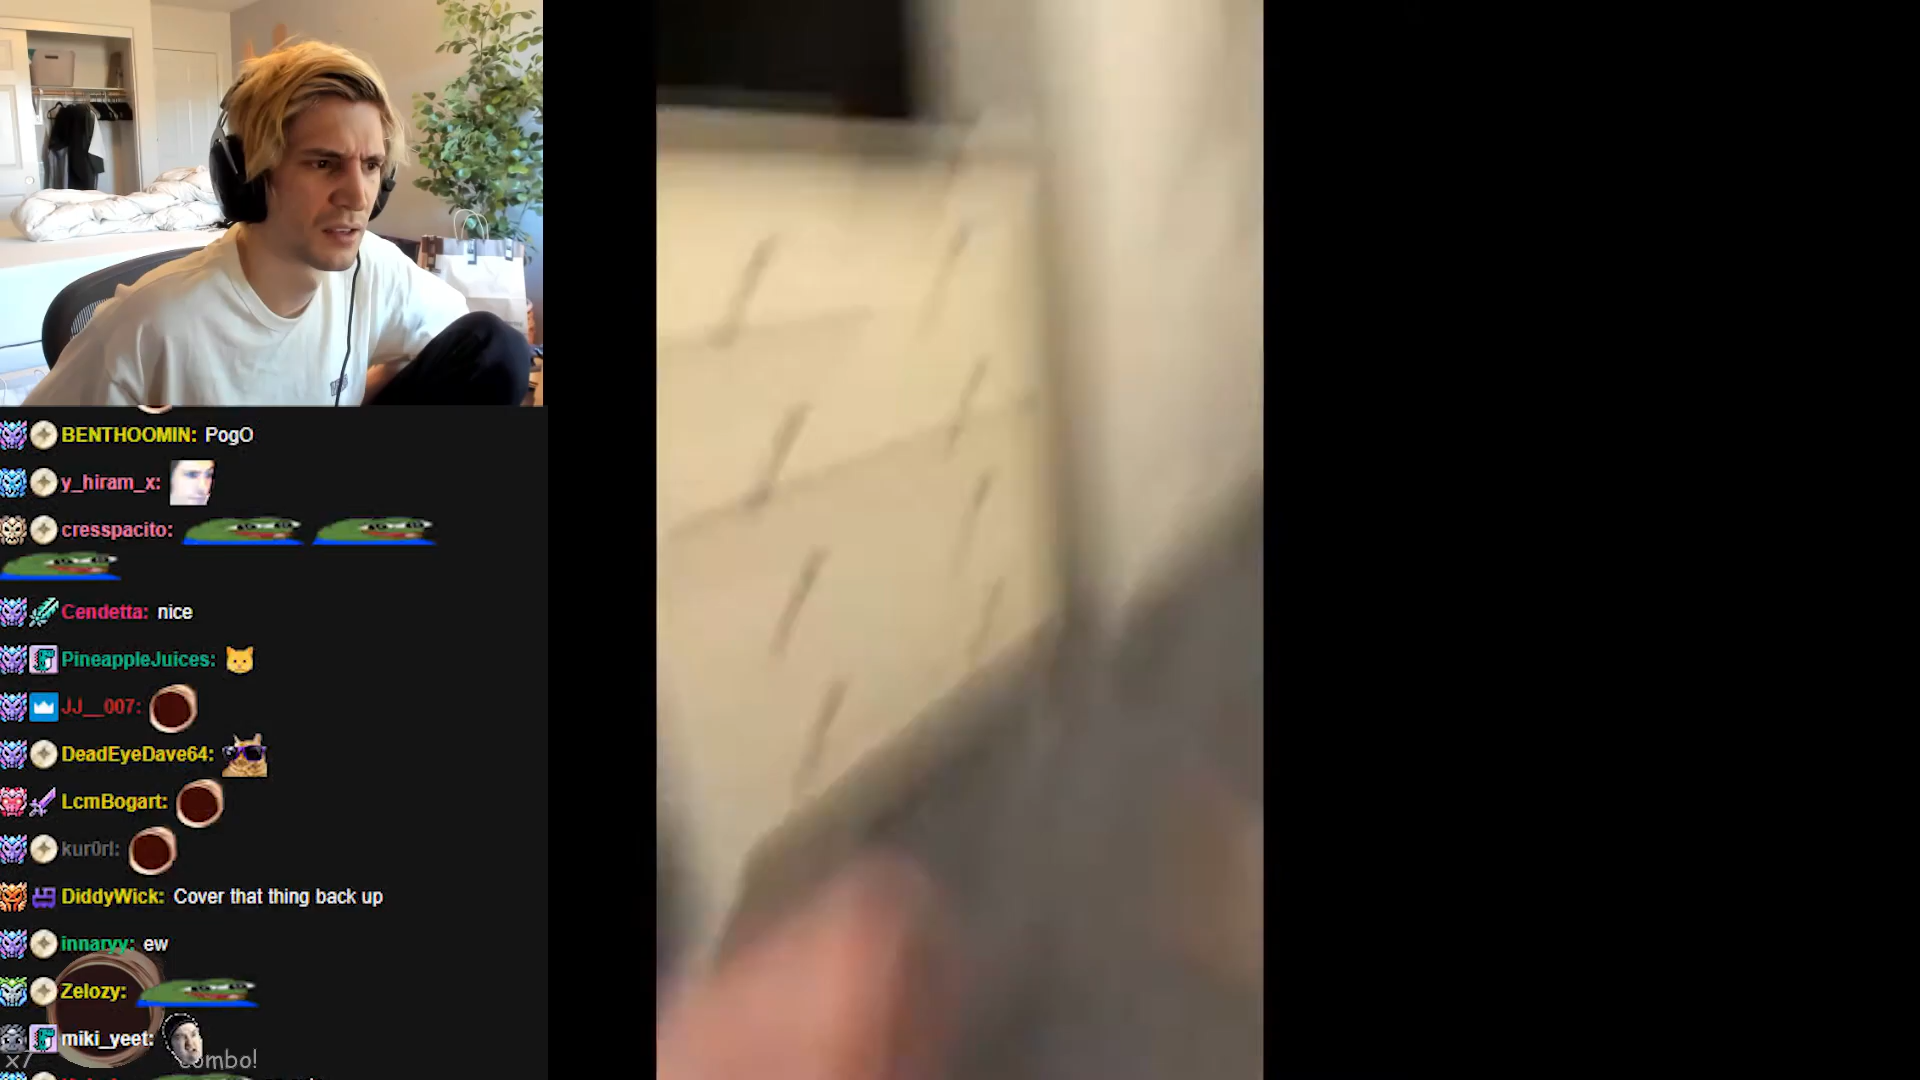 BENTHOOMIN: PogO
y_hiram_x:
cresspacito:
Cendetta: nice
PineappleJuices:
JJ__007:
DeadEyeDave64:
LcmBogart:
kur0rl:
DiddyWick: Cover that thing back up
innaryy: ew
Zelozy:
miki_yeet:
x7 combo!